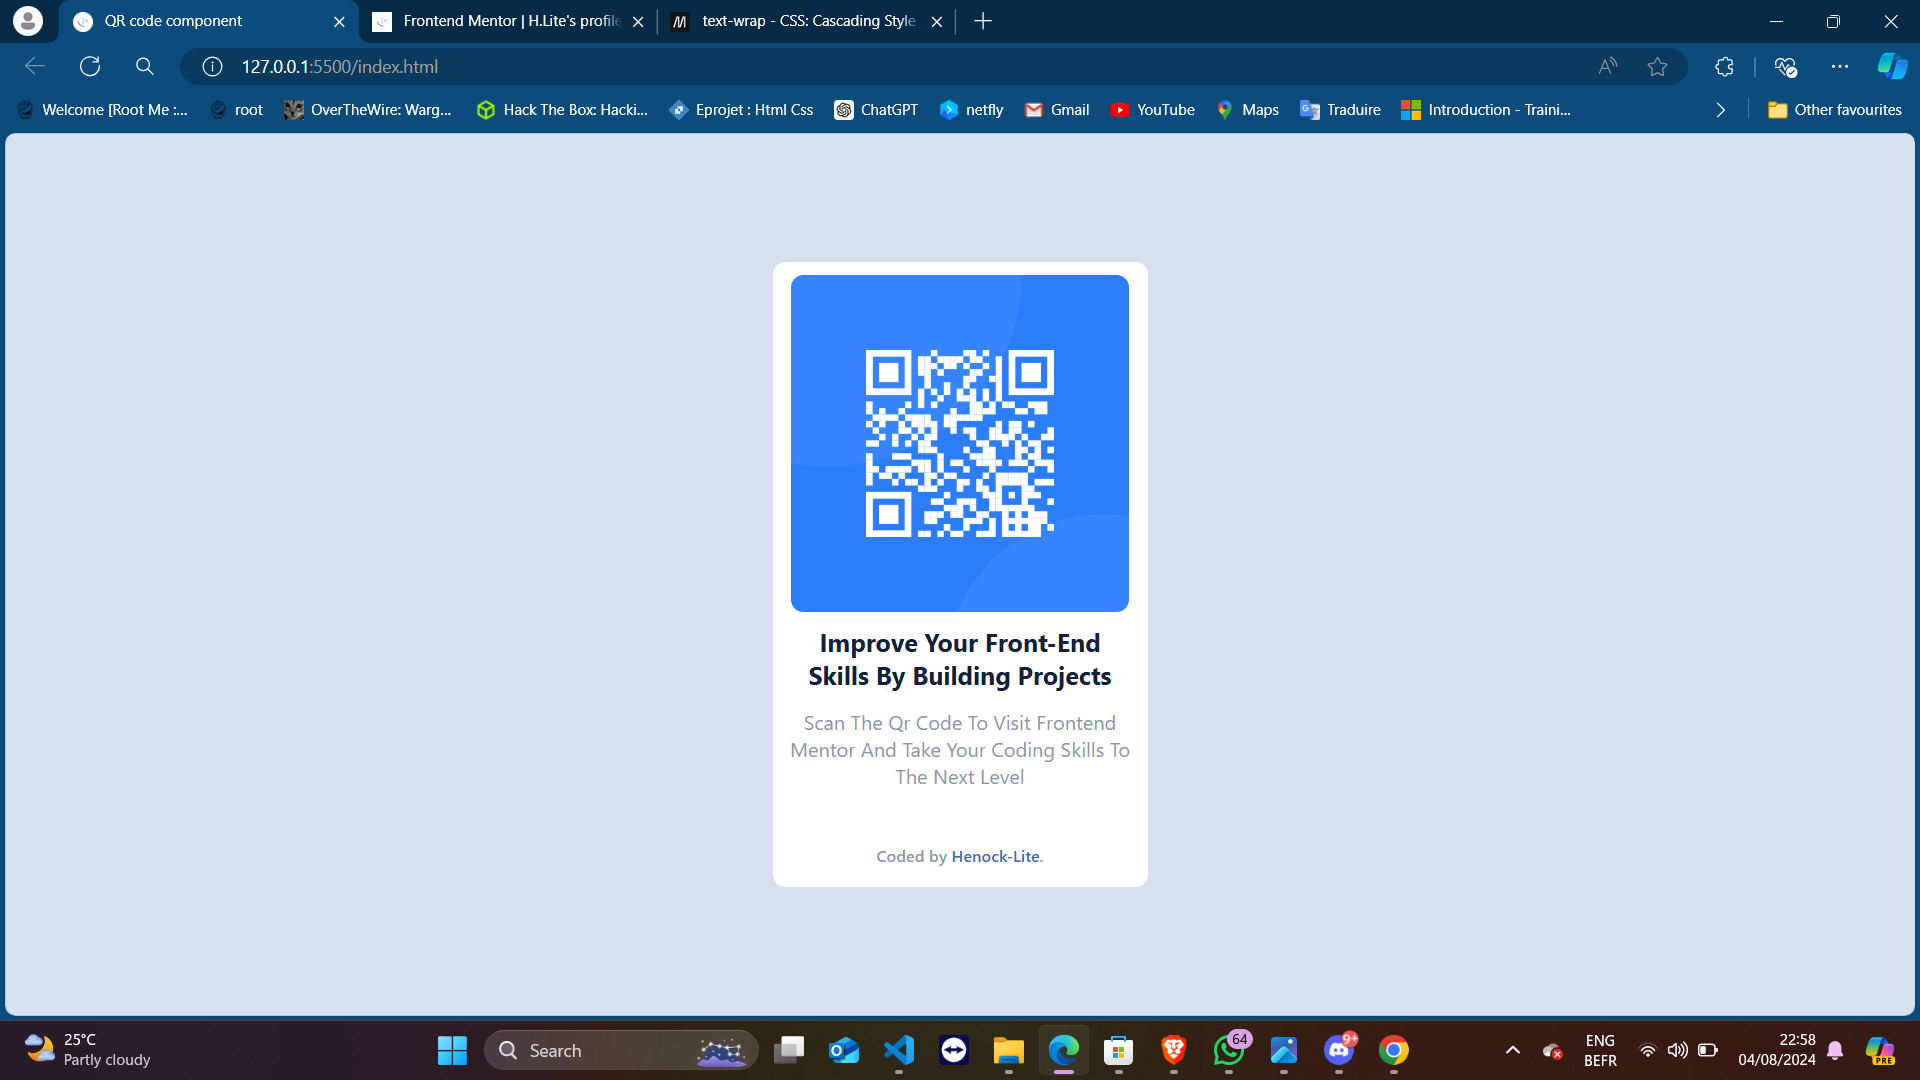 QR code component
Frontend Mentor | H.Lite's profile
text-wrap - CSS: Cascading Style
127.0.0.1:5500/index.html
Welcome [Root Me :...
root
OverTheWire: Warg...
Hack The Box: Hacki...
Eprojet : Html Css
ChatGPT
netfly
Gmail
YouTube
Maps
Traduire
Introduction - Traini...
Other favourites
Improve Your Front-End
Skills By Building Projects
Scan The Qr Code To Visit Frontend
Mentor And Take Your Coding Skills To
The Next Level
Coded by Henock-Lite.
25°C
Partly cloudy
Search
64
9+
ENG
BEFR
22:58
04/08/2024
PRE